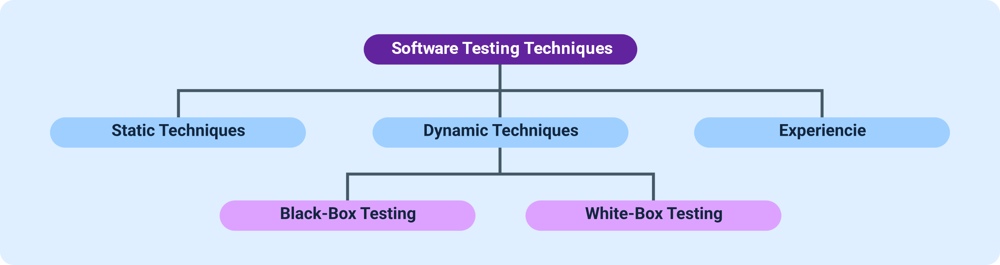 Software Testing Techniques
Static Techniques
Dynamic Techniques
Experiencie
Black-Box Testing
White-Box Testing